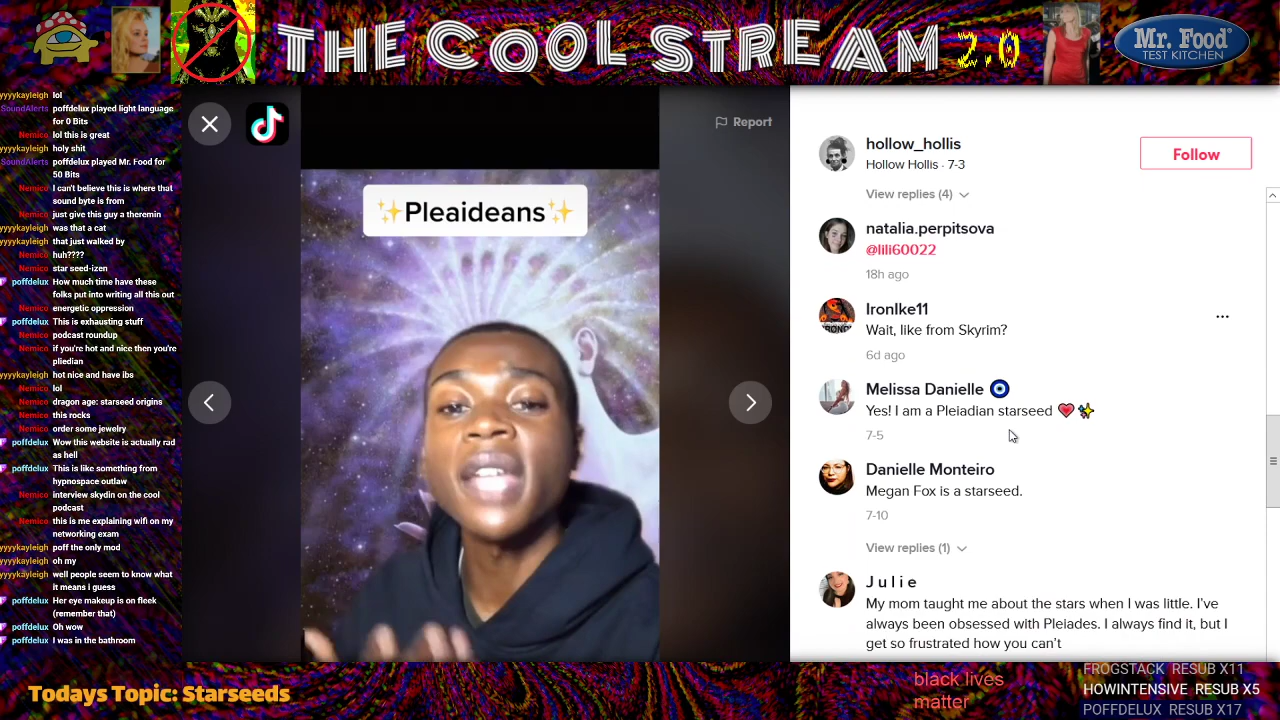 THE COOL STREAM 2.0
Mr. Food
TEST KITCHEN
yyyykayleigh lol
SoundAlerts poffdelux played light language
for 0 Bits
Nemico lol this is great
yyyykayleigh holy shit
SoundAlerts poffdelux played Mr. Food for
50 Bits
Nemico I can't believe this is where that
sound byte is from
Nemico just give this guy a theremin
yyyykayleigh was that a cat
yyyykayleigh that just walked by
Nemico huh????
Nemico star seed-izen
poffdelux How much time have these
folks put into writing all this out
Nemico energetic oppression
poffdelux This is exhausting stuff
Nemico podcast roundup
Nemico if you're hot and nice then you're
pliedian
yyyykayleigh hot nice and have ibs
Nemico lol
Nemico dragon age: starseed origins
Nemico this rocks
Nemico order some jewelry
poffdelux Wow this website is actually rad
as hell
poffdelux This is like something from
hypnospace outlaw
Nemico interview skydin on the cool
podcast
Nemico this is me explaining wifi on my
networking exam
yyyykayleigh poff the only mod
yyyykayleigh oh my
yyyykayleigh well people seem to know what
it means I guess
poffdelux Her eye makeup is on fleek
(remember that)
poffdelux Oh wow
poffdelux I was in the bathroom
Report
✨Pleaideans✨
hollow_hollis
Hollow Hollis · 7-3
Follow
View replies (4)
natalia.perpitsova
@lili60022
18h ago
IronIke11
Wait, like from Skyrim?
6d ago
...
Melissa Danielle 🧿
Yes! I am a Pleiadian starseed ❤️✨
7-5
Danielle Monteiro
Megan Fox is a starseed.
7-10
View replies (1)
J u l i e
My mom taught me about the stars when I was little. I've
always been obsessed with Pleiades. I always find it, but I
get so frustrated how you can't
Todays Topic: Starseeds
black lives
matter
FROGSTACK RESUB X11
HOWINTENSIVE RESUB X5
POFFDELUX RESUB X17